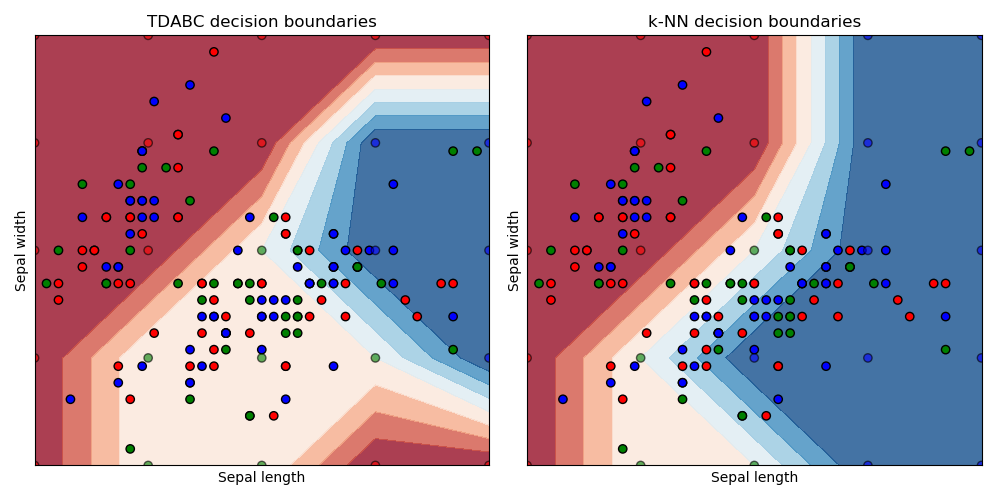 TDABC decision boundaries
k-NN decision boundaries
Sepal width
Sepal width
Sepal length
Sepal length